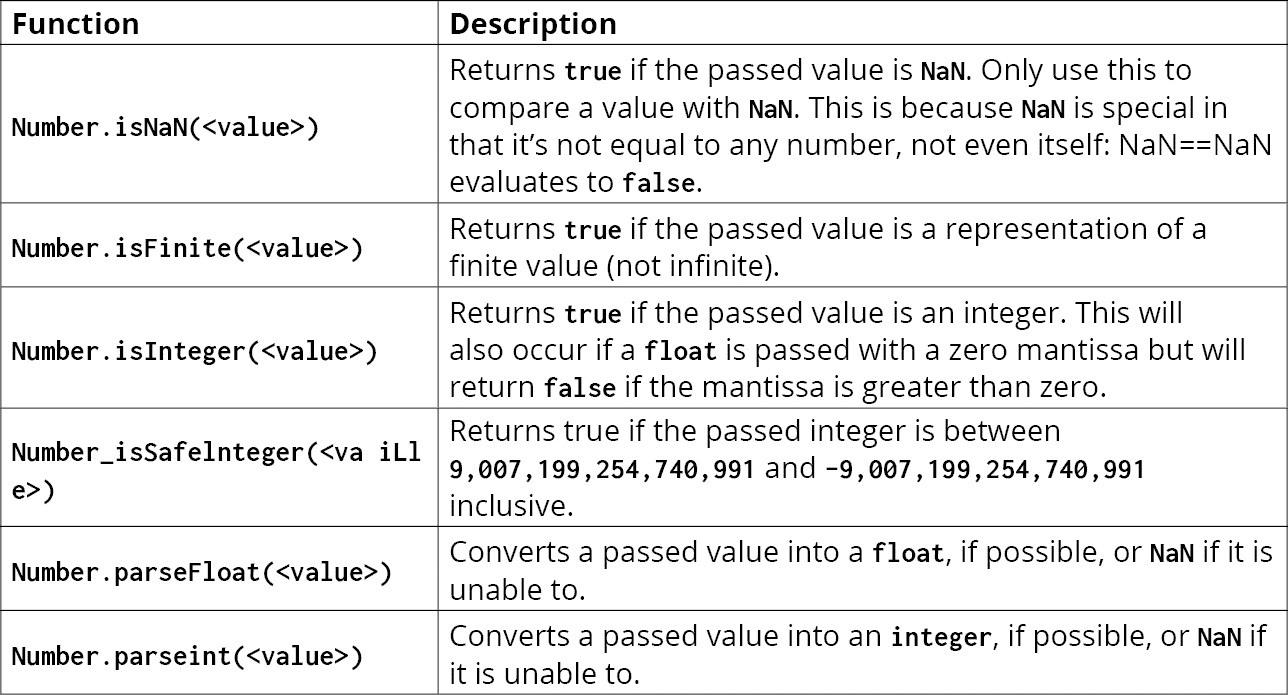 Function
Description
Number.isNaN(<value>)
Returns true if the passed value is NaN. Only use this to
compare a value with NaN. This is because NaN is special in
that it’s not equal to any number, not even itself: NaN==NaN
evaluates to false.
Number.isFinite(<value>)
Returns true if the passed value is a representation of a
finite value (not infinite).
Number.isInteger(<value>)
Returns true if the passed value is an integer. This will
also occur if a float is passed with a zero mantissa but will
return false if the mantissa is greater than zero.
Number_isSafelnteger(<va iLl
e>)
Returns true if the passed integer is between
9,007,199,254,740,991 and -9,007,199,254,740,991
inclusive.
Number.parseFloat(<value>)
Converts a passed value into a float, if possible, or NaN if it is
unable to.
Number.parseint(<value>)
Converts a passed value into an integer, if possible, or NaN if
it is unable to.